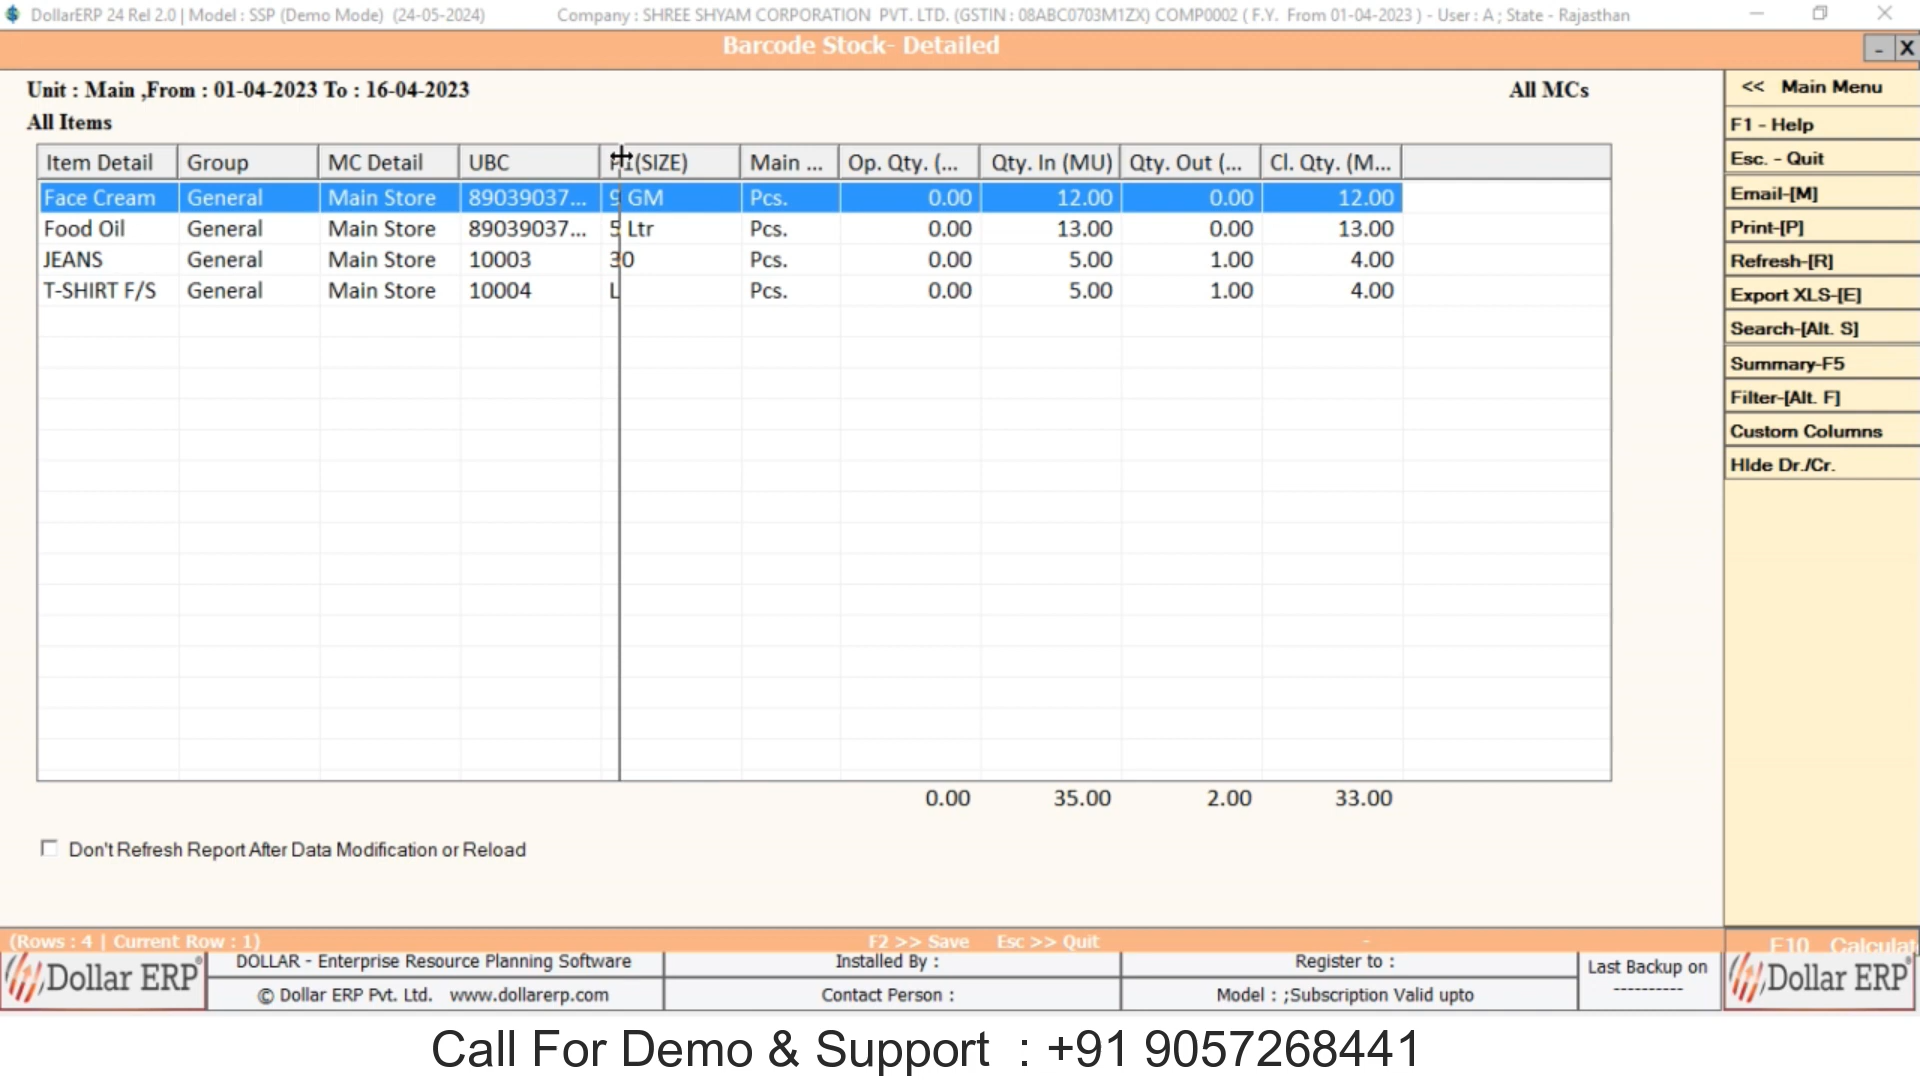 DollarERP 24 Rel 2.0 | Model : SSP (Demo Mode) (24-05-2024) Company : SHREE SHYAM CORPORATION PVT. LTD. (GSTIN : 08ABC0703M1ZX) COMP0002 ( F.Y. From 01-04-2023 ) - User : A ; State - Rajasthan
Barcode Stock- Detailed
- X
Unit : Main ,From : 01-04-2023 To : 16-04-2023 All MCs
All Items
Item Detail Group MC Detail UBC (SIZE) Main ... Op. Qty. (... Qty. In (MU) Qty. Out (... Cl. Qty. (M...
Face Cream General Main Store 89039037... 9 GM Pcs. 0.00 12.00 0.00 12.00
Food Oil General Main Store 89039037... 5 Ltr Pcs. 0.00 13.00 0.00 13.00
JEANS General Main Store 10003 30 Pcs. 0.00 5.00 1.00 4.00
T-SHIRT F/S General Main Store 10004 L Pcs. 0.00 5.00 1.00 4.00
0.00 35.00 2.00 33.00
Don't Refresh Report After Data Modification or Reload
<< Main Menu
F1 - Help
Esc. - Quit
Email-[M]
Print-[P]
Refresh-[R]
Export XLS-[E]
Search-[Alt. S]
Summary-F5
Filter-[Alt. F]
Custom Columns
HIde Dr./Cr.
(Rows : 4 | Current Row : 1) F2 >> Save Esc >> Quit - F10 Calculat
Dollar ERP®
DOLLAR - Enterprise Resource Planning Software
© Dollar ERP Pvt. Ltd. www.dollarerp.com
Installed By :
Contact Person :
Register to :
Model : ;Subscription Valid upto
Last Backup on
----------
Dollar ERP®
Call For Demo & Support : +91 9057268441